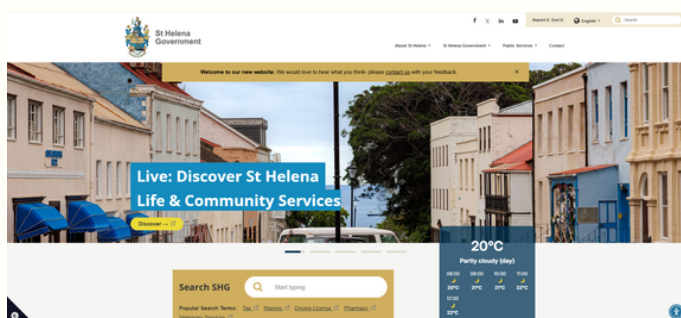 St Helena
Government
Report it, Sort it.
English
Search
About St Helena
St Helena Government
Public Services
Contact
Welcome to our new website: We would love to hear what you think, please contact us with your feedback.
Live: Discover St Helena
Life & Community Services
Discover →
20°C
Partly cloudy (day)
08:00 09:00 10:00 11:00
20°C 21°C 21°C 22°C
12:00
22°C
Search SHG
Start typing
Popular Search Terms: Tax Stamps Driving License Pharmacy